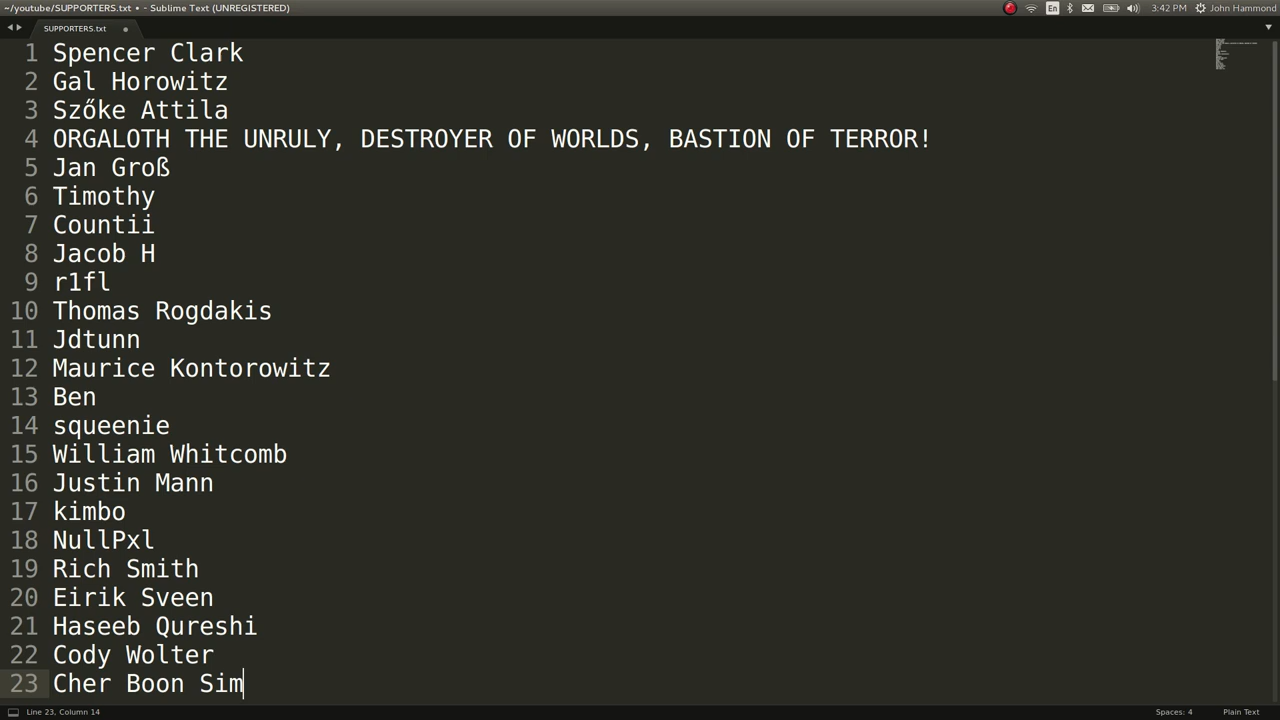 ~/youtube/SUPPORTERS.txt • - Sublime Text (UNREGISTERED)
En
3:42 PM
John Hammond
SUPPORTERS.txt
1 Spencer Clark
2 Gal Horowitz
3 Szőke Attila
4 ORGALOTH THE UNRULY, DESTROYER OF WORLDS, BASTION OF TERROR!
5 Jan Groß
6 Timothy
7 Countii
8 Jacob H
9 r1fl
10 Thomas Rogdakis
11 Jdtunn
12 Maurice Kontorowitz
13 Ben
14 squeenie
15 William Whitcomb
16 Justin Mann
17 kimbo
18 NullPxl
19 Rich Smith
20 Eirik Sveen
21 Haseeb Qureshi
22 Cody Wolter
23 Cher Boon Sim
Line 23, Column 14
Spaces: 4
Plain Text